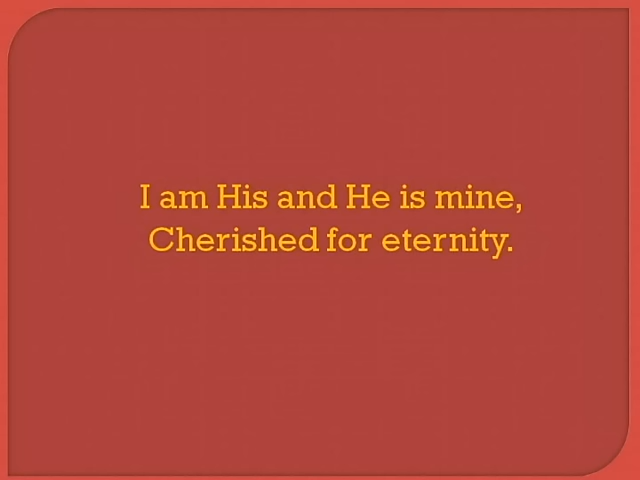 I am His and He is mine,
Cherished for eternity.